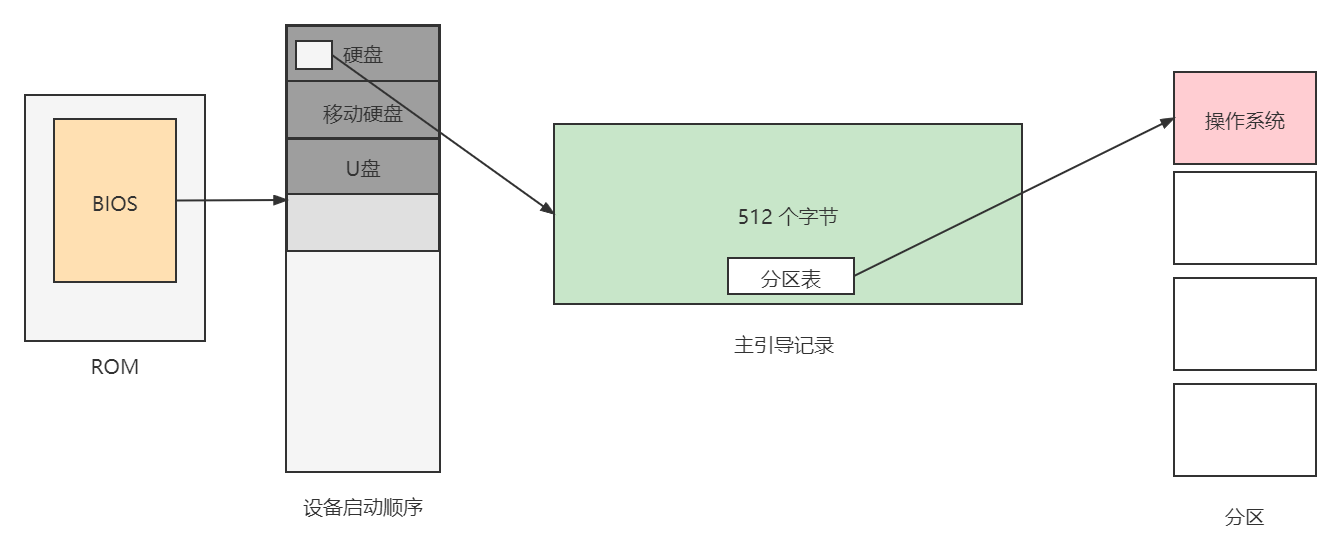 BIOS
ROM
硬盘
移动硬盘
U盘
设备启动顺序
512 个字节
分区表
主引导记录
操作系统
分区